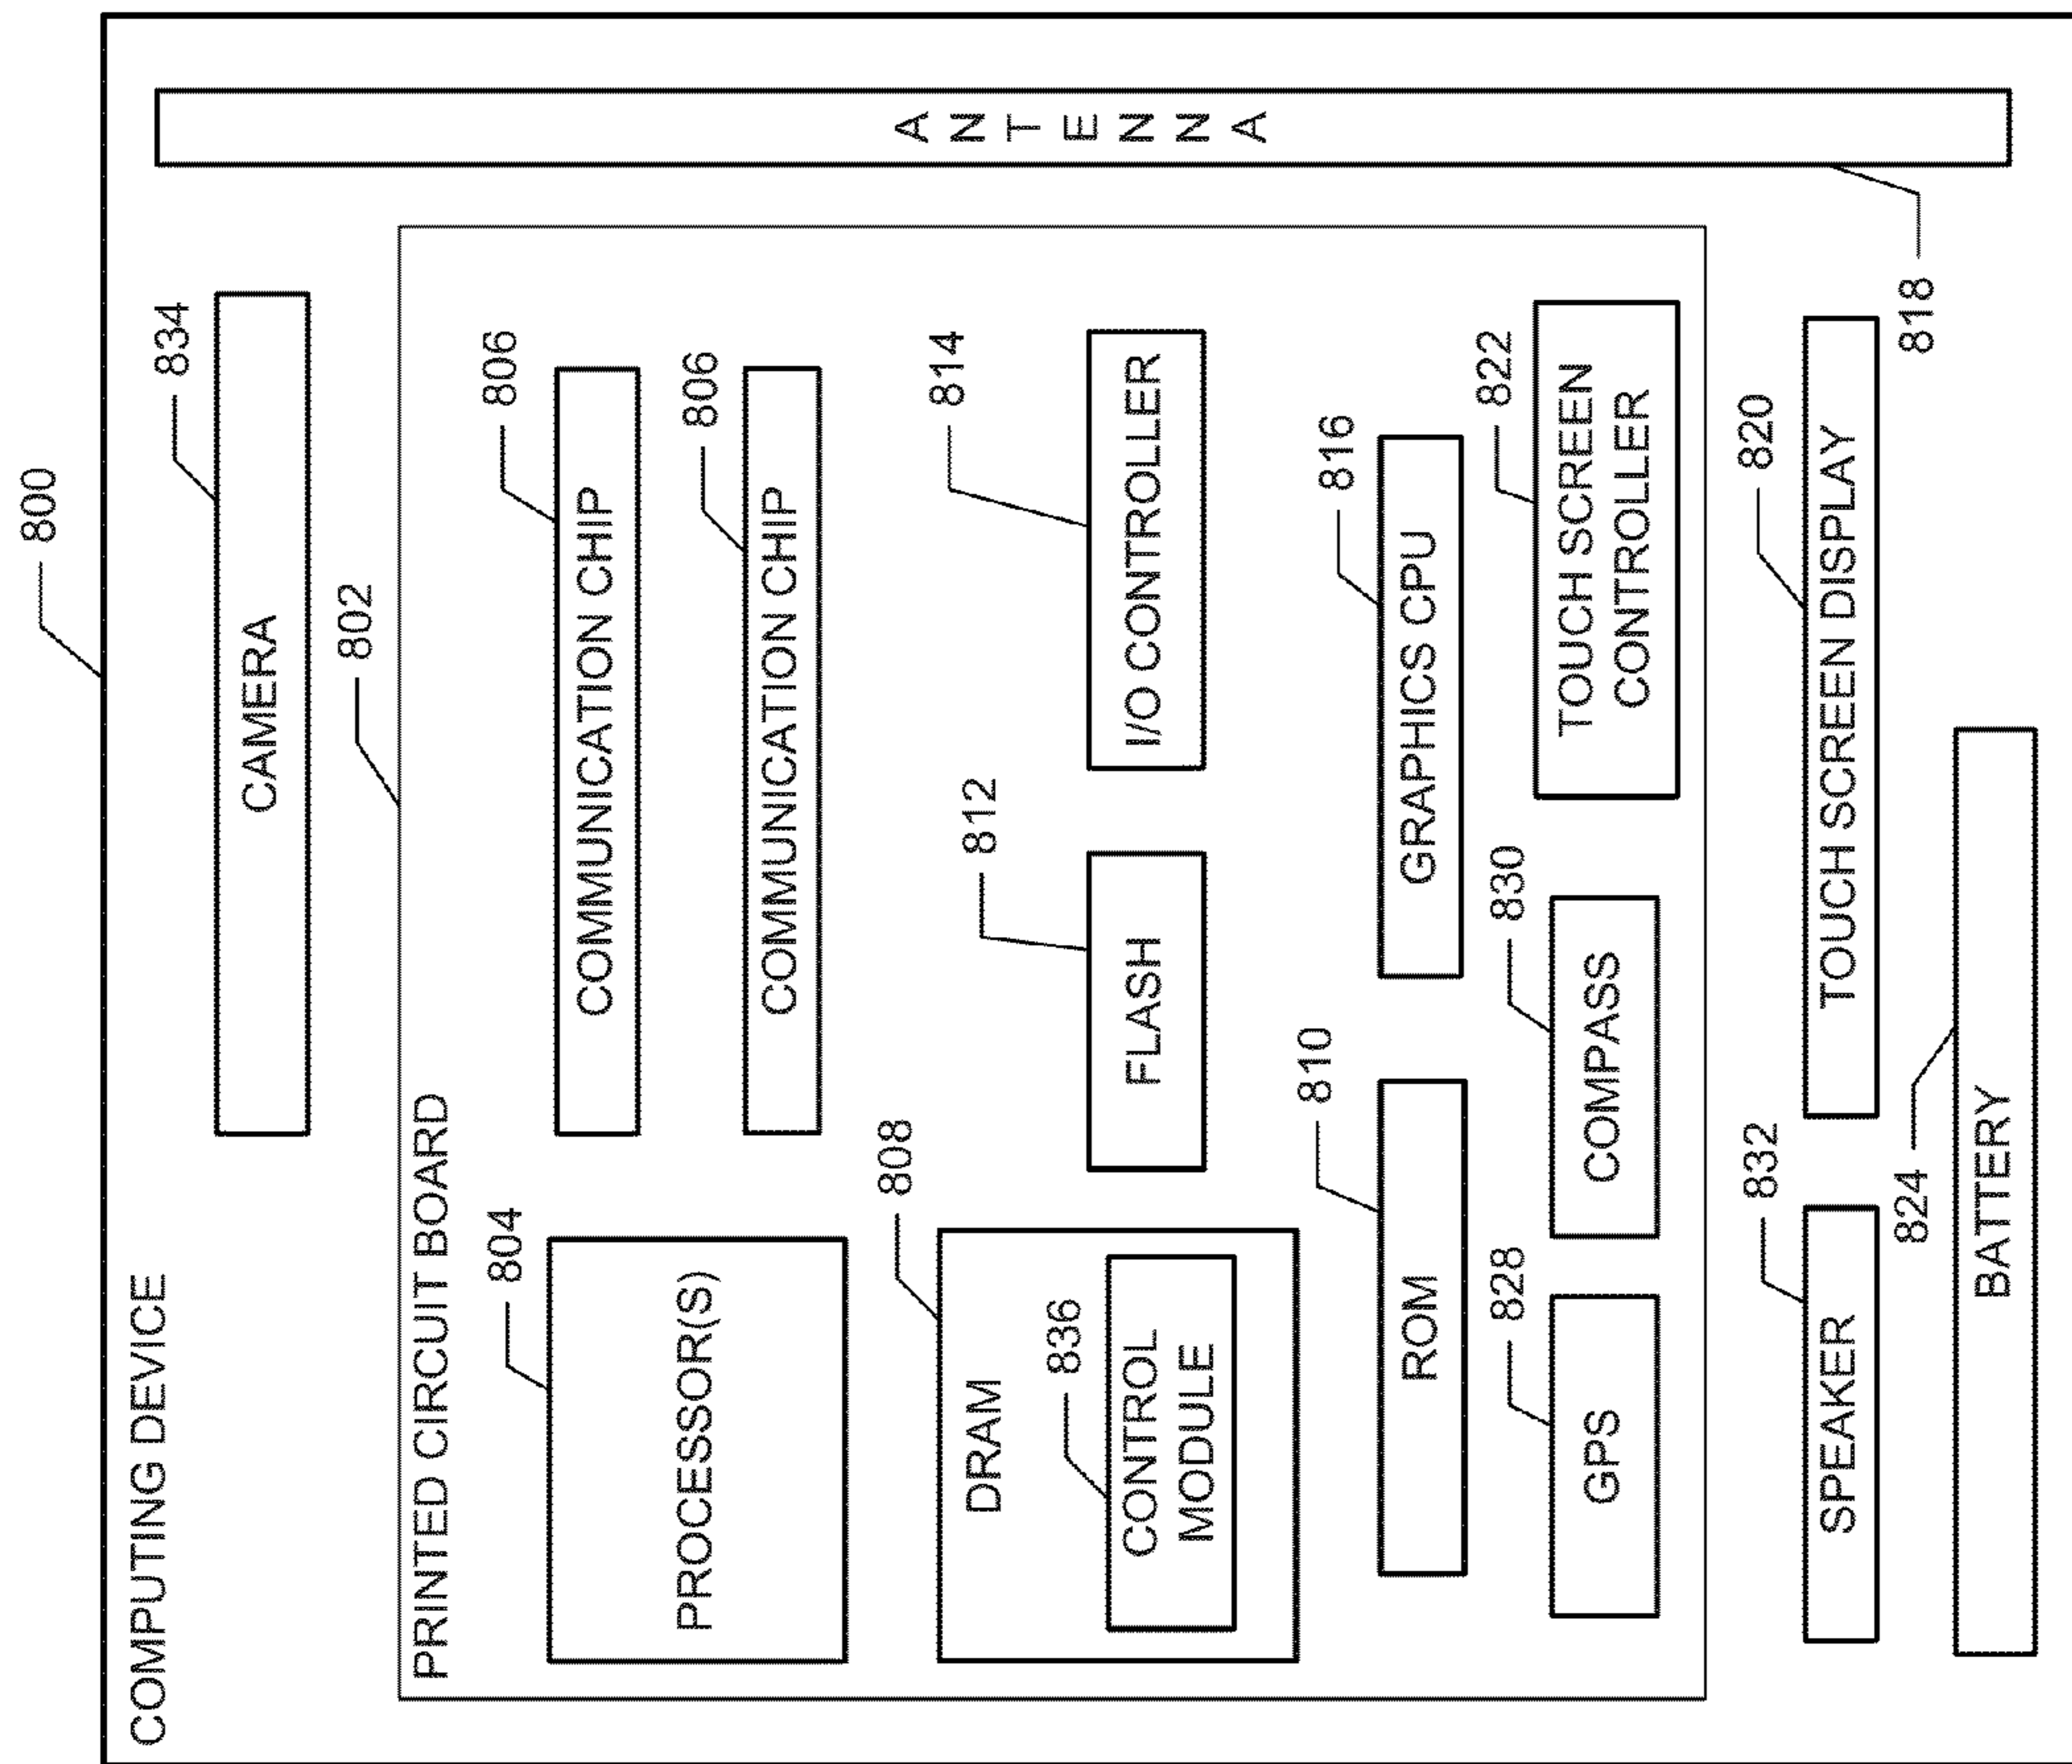 800
COMPUTING DEVICE
834
CAMERA
802
PRINTED CIRCUIT BOARD
804
PROCESSOR(S)
806
COMMUNICATION CHIP
806
COMMUNICATION CHIP
808
DRAM
836
CONTROL
MODULE
812
FLASH
814
I/O CONTROLLER
810
ROM
816
GRAPHICS CPU
828
GPS
830
COMPASS
822
TOUCH SCREEN
CONTROLLER
832
SPEAKER
820
TOUCH SCREEN DISPLAY
824
BATTERY
818
ANTENNA